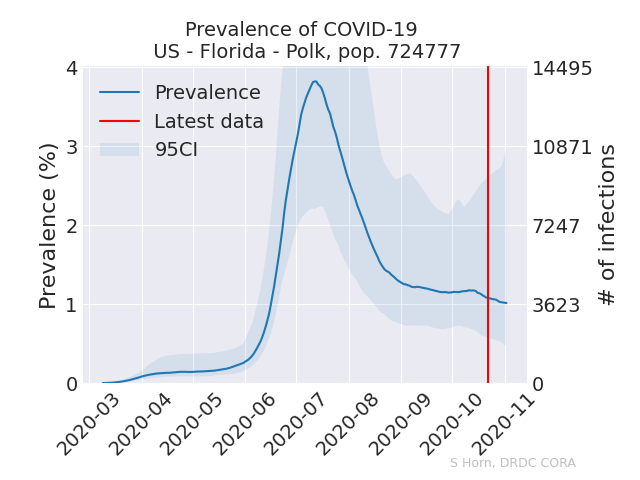 Prevalence of COVID-19
US - Florida - Polk, pop. 724777
Prevalence (%)
4
3
2
1
0
Prevalence
Latest data
95CI
14495
10871
7247
3623
0
# of infections
2020-03
2020-04
2020-05
2020-06
2020-07
2020-08
2020-09
2020-10
2020-11
S Horn, DRDC CORA